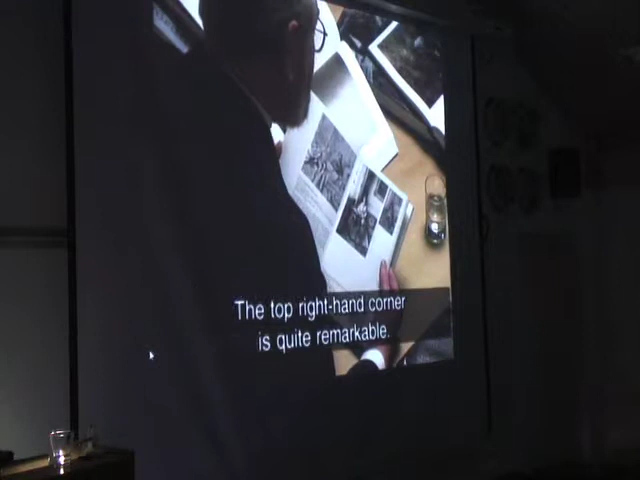 The top right-hand corner
is quite remarkable.